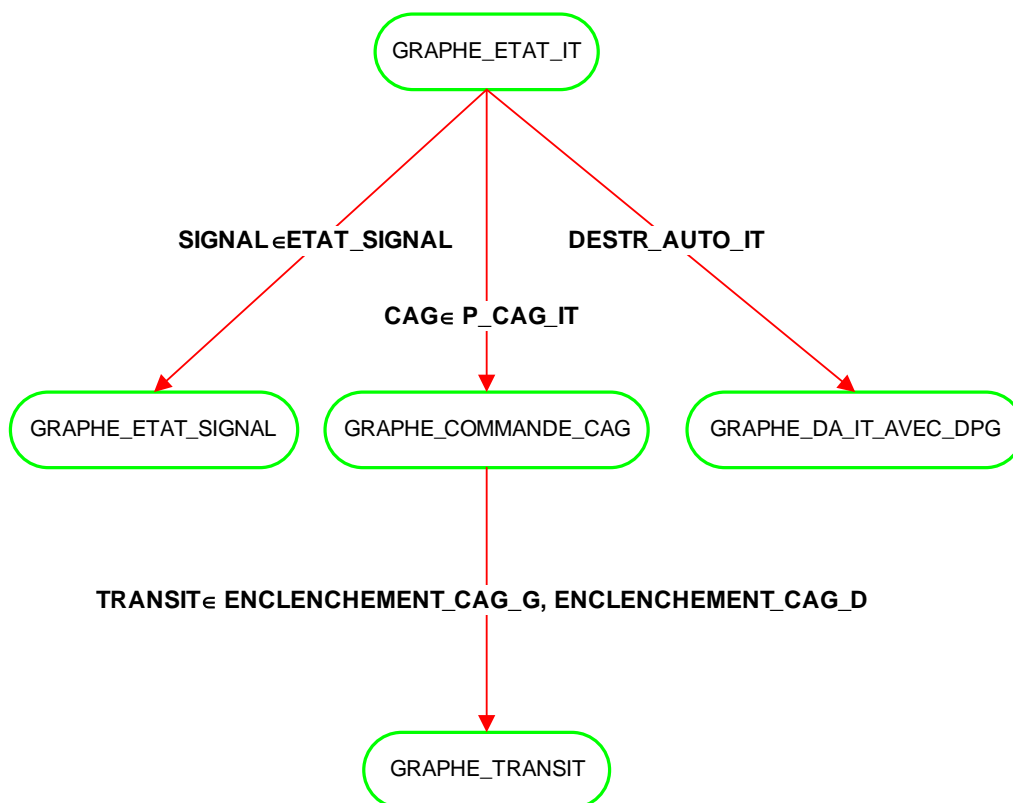 GRAPHE_ETAT_IT
SIGNAL∈ETAT_SIGNAL
DESTR_AUTO_IT
CAG∈ P_CAG_IT
GRAPHE_ETAT_SIGNAL
GRAPHE_COMMANDE_CAG
GRAPHE_DA_IT_AVEC_DPG
TRANSIT∈ ENCLENCHEMENT_CAG_G, ENCLENCHEMENT_CAG_D
GRAPHE_TRANSIT